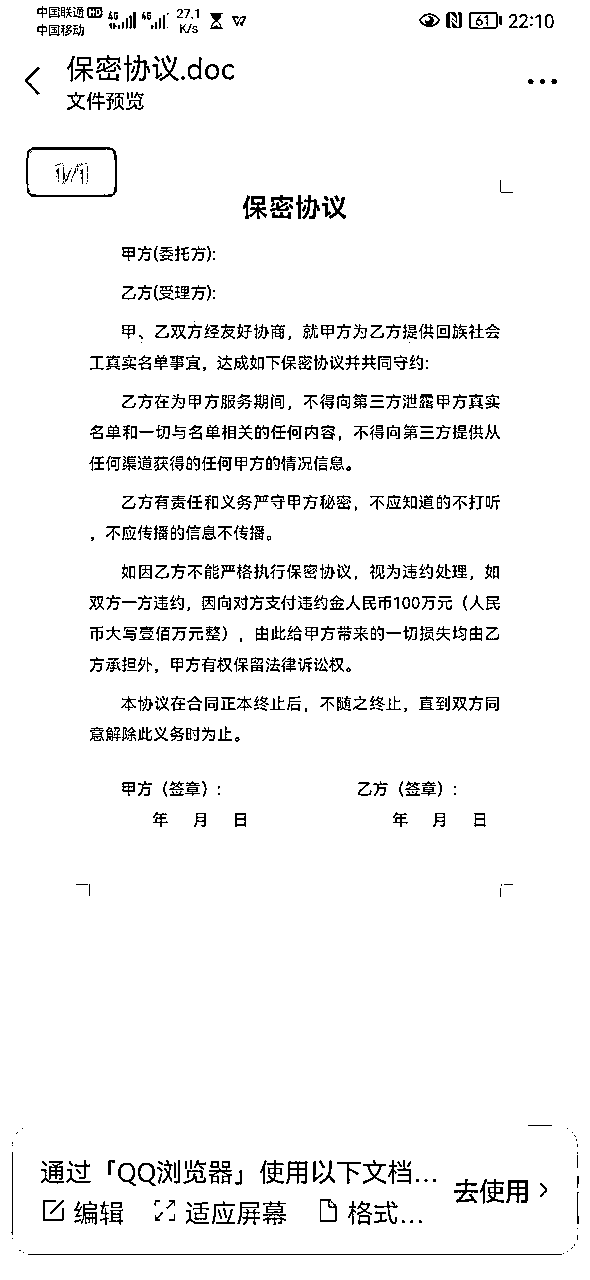 中国联通 HD 4G 4G 27.1 61 22:10
中国移动 K/s
保密协议.doc
文件预览
1/1
保密协议
甲方(委托方):
乙方(受理方):
甲、乙双方经友好协商，就甲方为乙方提供回族社会
工真实名单事宜，达成如下保密协议并共同守约:
乙方在为甲方服务期间，不得向第三方泄露甲方真实
名单和一切与名单相关的任何内容，不得向第三方提供从
任何渠道获得的任何甲方的情况信息。
乙方有责任和义务严守甲方秘密，不应知道的不打听
，不应传播的信息不传播。
如因乙方不能严格执行保密协议，视为违约处理，如
双方一方违约，因向对方支付违约金人民币100万元（人民
币大写壹佰万元整），由此给甲方带来的一切损失均由乙
方承担外，甲方有权保留法律诉讼权。
本协议在合同正本终止后，不随之终止，直到双方同
意解除此义务时为止。
甲方（签章）: 乙方（签章）:
年 月 日 年 月 日
通过「QQ浏览器」使用以下文档...
编辑 适应屏幕 格式... 去使用